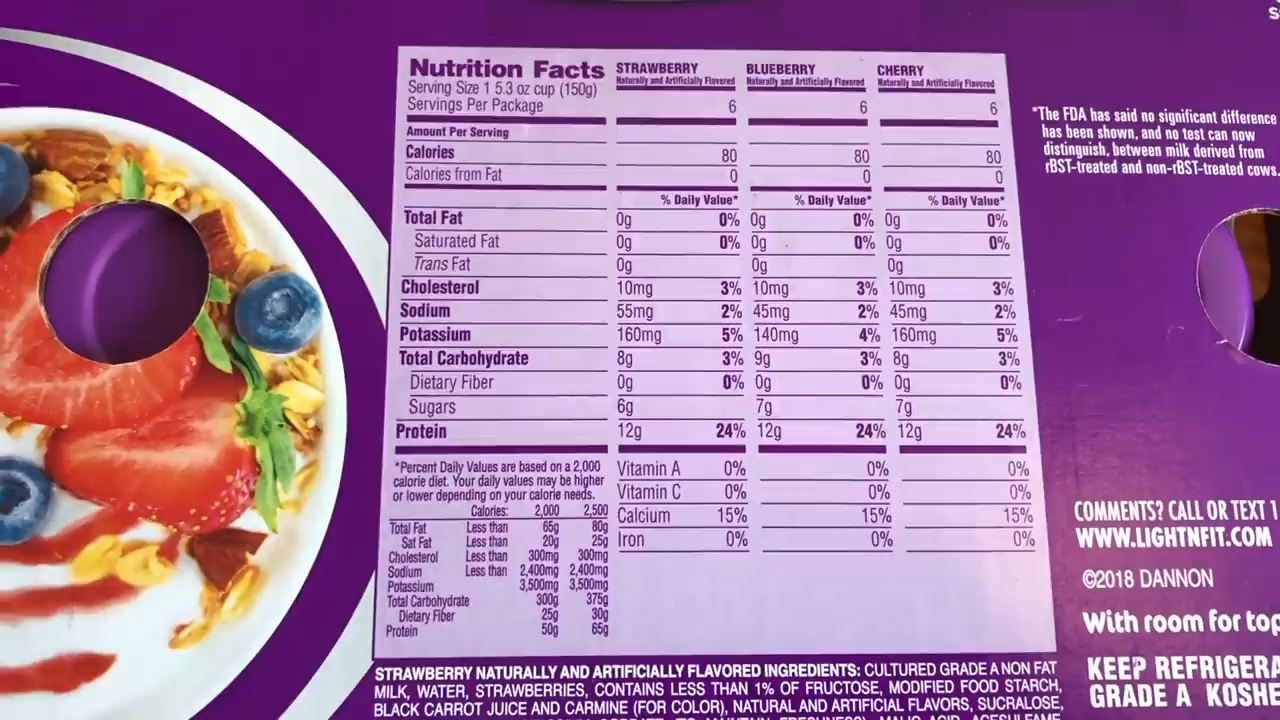 Nutrition Facts STRAWBERRY BLUEBERRY CHERRY
Naturally and Artificially Flavored Naturally and Artificially Flavored Naturally and Artificially Flavored
Serving Size 1 5.3 oz cup (150g)
Servings Per Package 6 6 6
Amount Per Serving
Calories 80 80 80
Calories from Fat 0 0 0
% Daily Value* % Daily Value* % Daily Value*
Total Fat 0g 0% 0g 0% 0g 0%
Saturated Fat 0g 0% 0g 0% 0g 0%
Trans Fat 0g 0g 0g
Cholesterol 10mg 3% 10mg 3% 10mg 3%
Sodium 55mg 2% 45mg 2% 45mg 2%
Potassium 160mg 5% 140mg 4% 160mg 5%
Total Carbohydrate 8g 3% 9g 3% 8g 3%
Dietary Fiber 0g 0% 0g 0% 0g 0%
Sugars 6g 7g 7g
Protein 12g 24% 12g 24% 12g 24%
Vitamin A 0% 0% 0%
Vitamin C 0% 0% 0%
Calcium 15% 15% 15%
Iron 0% 0% 0%
*Percent Daily Values are based on a 2,000
calorie diet. Your daily values may be higher
or lower depending on your calorie needs.
Calories: 2,000 2,500
Total Fat Less than 65g 80g
Sat Fat Less than 20g 25g
Cholesterol Less than 300mg 300mg
Sodium Less than 2,400mg 2,400mg
Potassium 3,500mg 3,500mg
Total Carbohydrate 300g 375g
Dietary Fiber 25g 30g
Protein 50g 65g
STRAWBERRY NATURALLY AND ARTIFICIALLY FLAVORED INGREDIENTS: CULTURED GRADE A NON FAT
MILK, WATER, STRAWBERRIES, CONTAINS LESS THAN 1% OF FRUCTOSE, MODIFIED FOOD STARCH,
BLACK CARROT JUICE AND CARMINE (FOR COLOR), NATURAL AND ARTIFICIAL FLAVORS, SUCRALOSE,
*The FDA has said no significant difference
has been shown, and no test can now
distinguish, between milk derived from
rBST-treated and non-rBST-treated cows.
COMMENTS? CALL OR TEXT 1
WWW.LIGHTNFIT.COM
©2018 DANNON
With room for top
KEEP REFRIGERA
GRADE A KOSHE